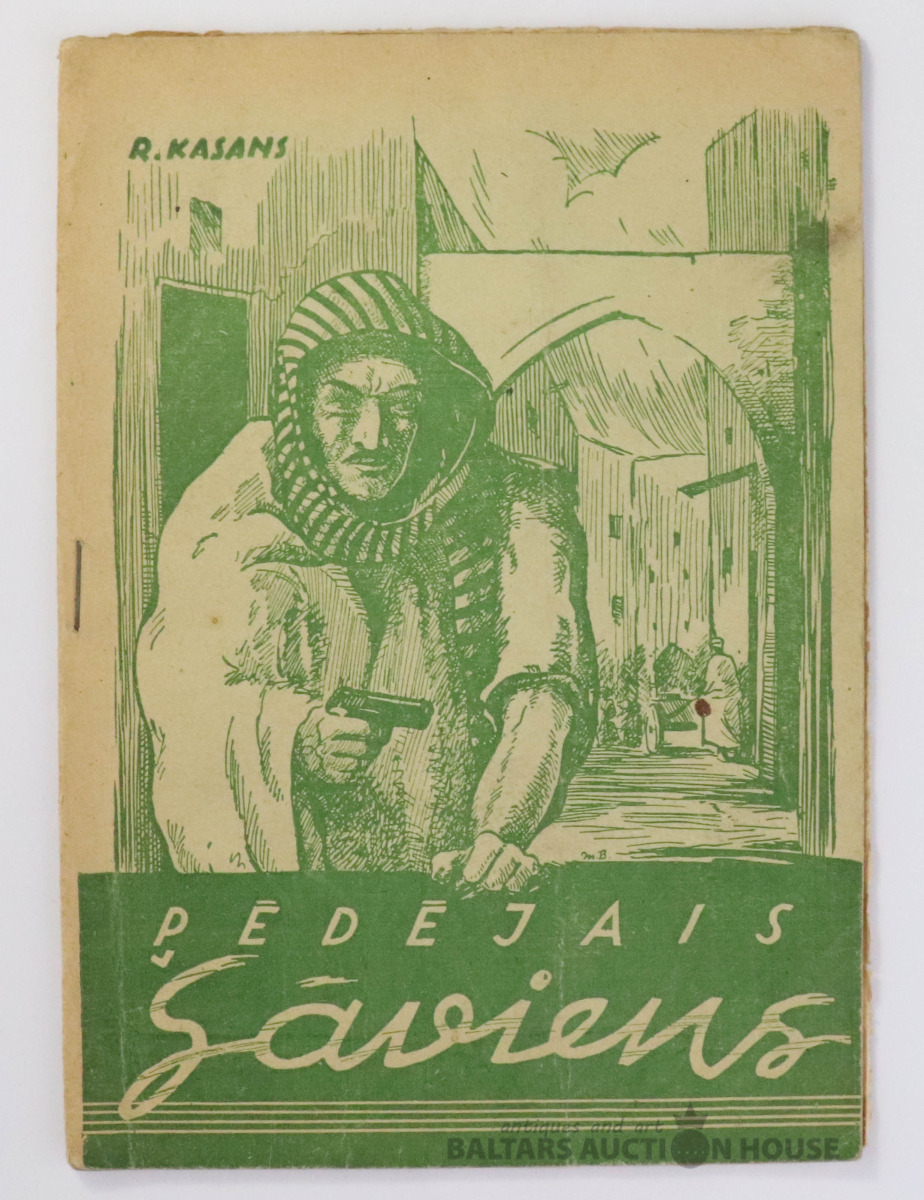 R. KASANS
M.B.
PĒDĒJAIS
Šāviens
antiques and art
BALTARS AUCTION HOUSE